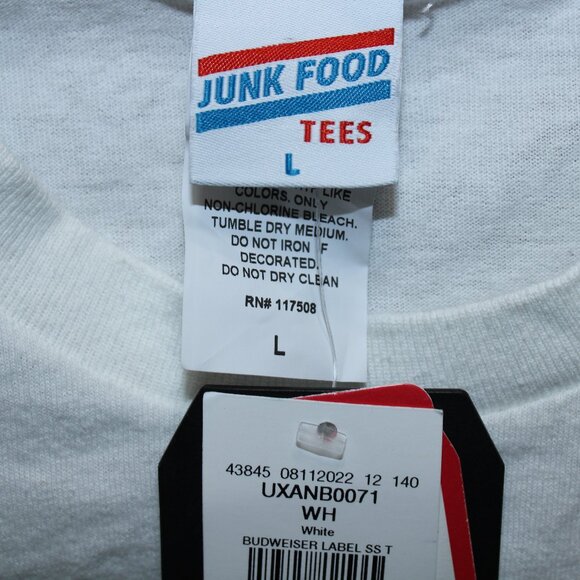 JUNK FOOD
TEES
L
LIKE
COLORS. ONLY
NON-CHLORINE BLEACH.
TUMBLE DRY MEDIUM.
DO NOT IRON IF
DECORATED.
DO NOT DRY CLEAN
RN# 117508
L
43845 08112022 12 140
UXANB0071
WH
White
BUDWEISER LABEL SS T